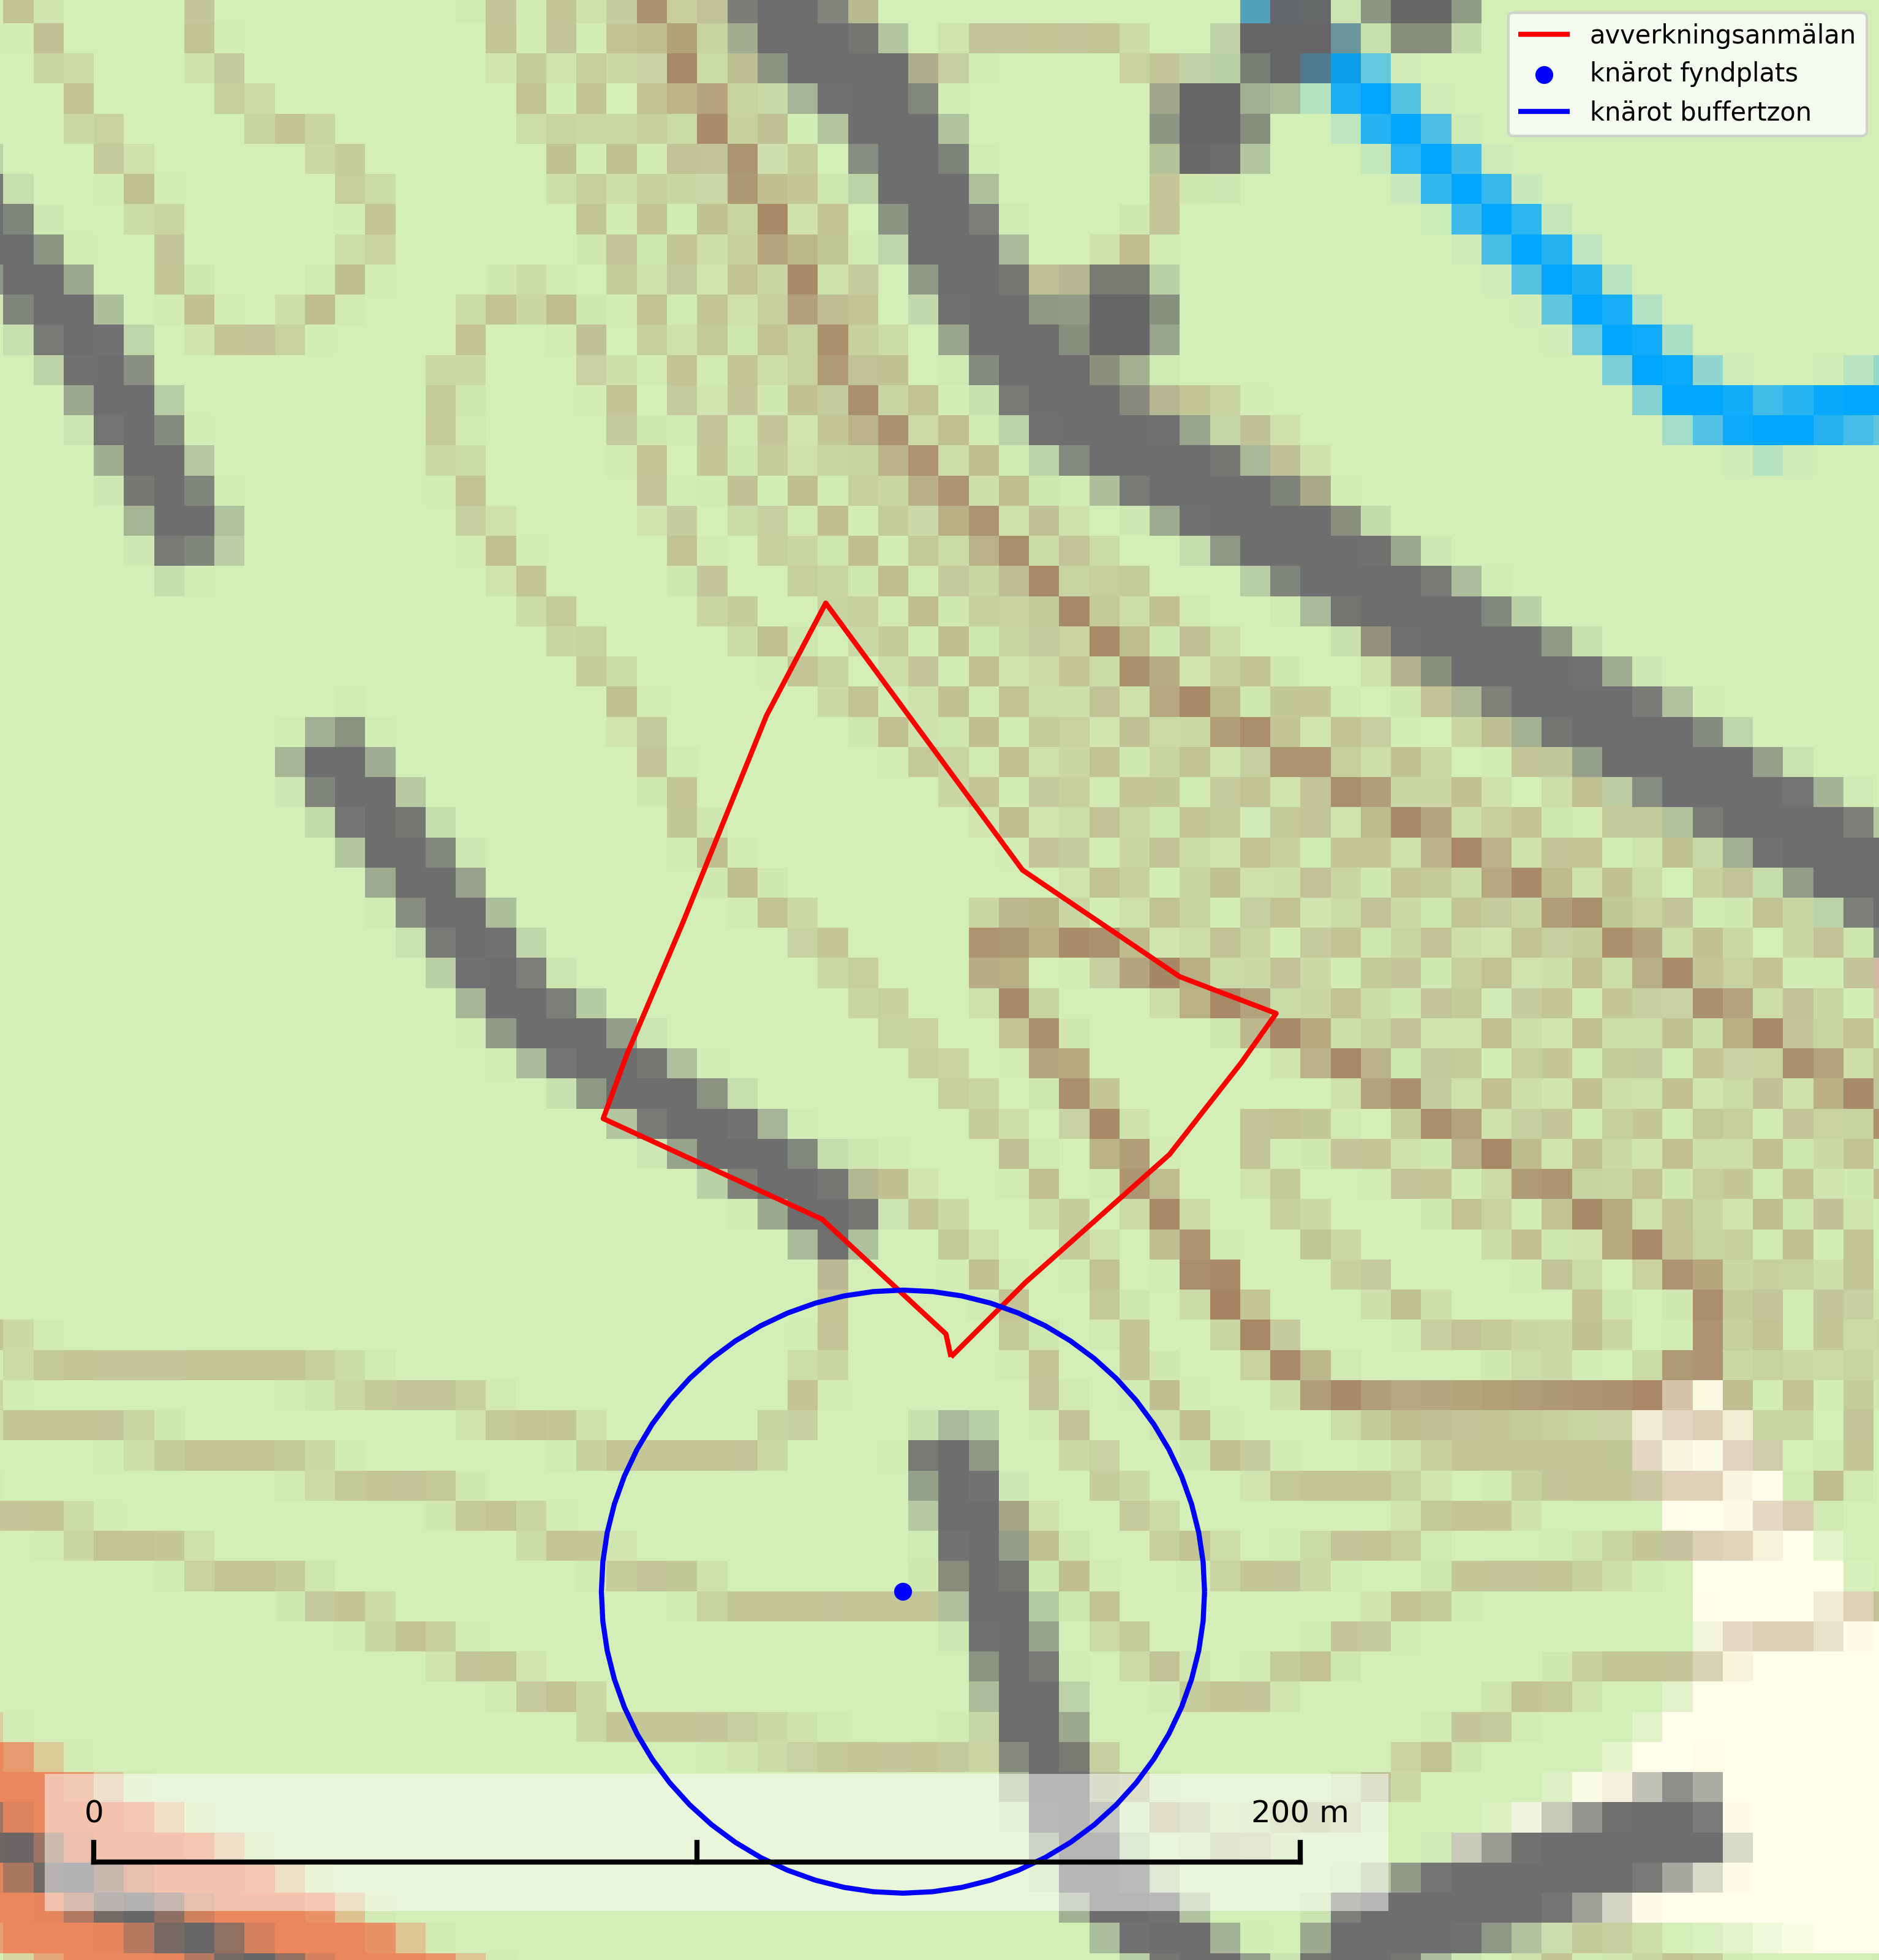 avverkningsanmälan
knärot fyndplats
knärot buffertzon
0
200 m